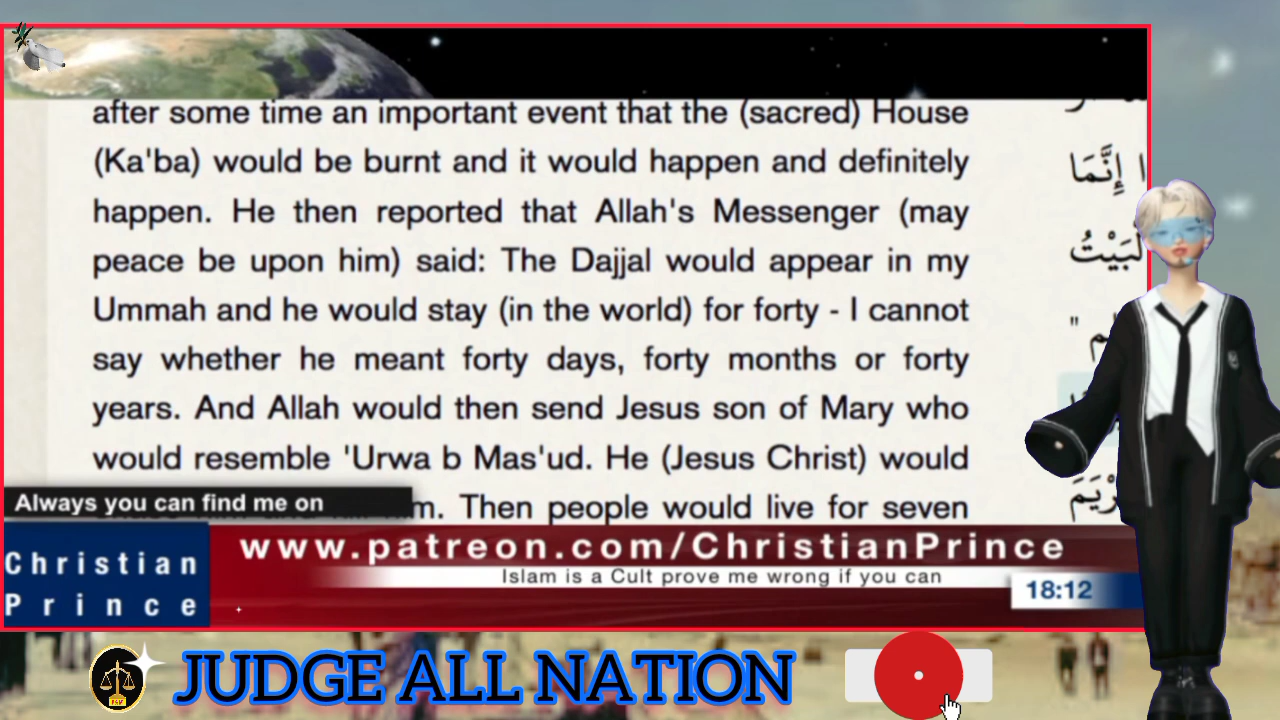 after some time an important event that the (sacred) House
(Ka'ba) would be burnt and it would happen and definitely
happen. He then reported that Allah's Messenger (may
peace be upon him) said: The Dajjal would appear in my
Ummah and he would stay (in the world) for forty - I cannot
say whether he meant forty days, forty months or forty
years. And Allah would then send Jesus son of Mary who
would resemble 'Urwa b Mas'ud. He (Jesus Christ) would
Then people would live for seven
إِنَّمَا
Always you can find me on
Christian
Prince
www.patreon.com/ChristianPrince
Islam is a Cult prove me wrong if you can
18:12
JUDGE ALL NATION